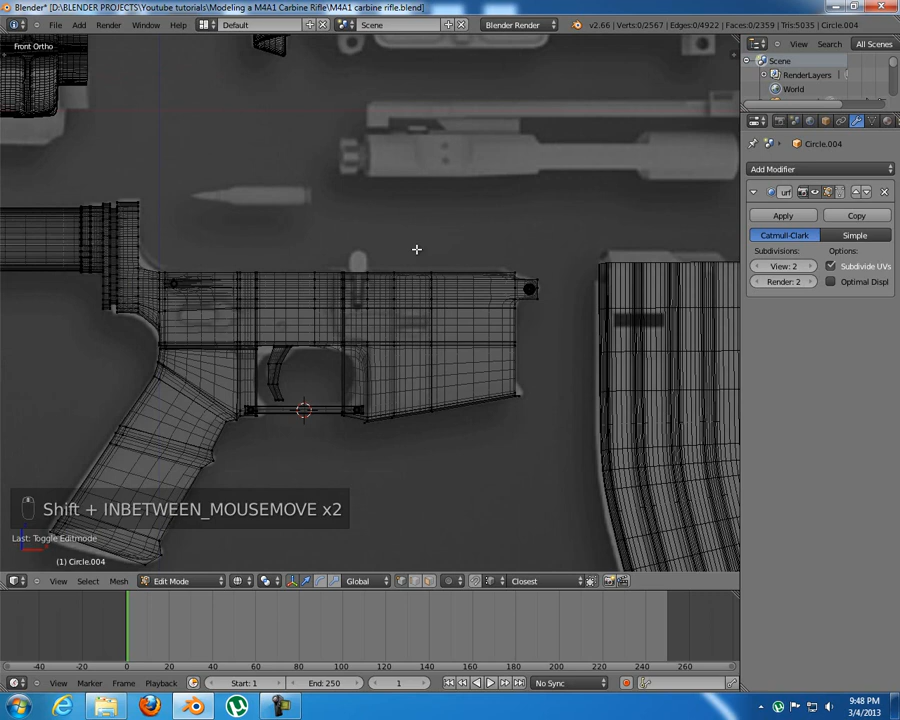 Blender* [D:\BLENDER PROJECTS\Youtube tutorials\Modeling a M4A1 Carbine Rifle\M4A1 carbine rifle.blend]
File Add Render Window Help Default Scene Blender Render v2.66 | Verts:0/2567 | Edges:0/4922 | Faces:0/2359 | Tris:5035 | Circle.004
Front Ortho
View Search All Scenes
Scene
RenderLayers
World
Circle.004
Add Modifier
urf
Apply Copy
Catmull-Clark Simple
Subdivisions: Options:
View: 2 Subdivide UVs
Render: 2 Optimal Displ
Shift + INBETWEEN_MOUSEMOVE x2
Last: Toggle Editmode
(1) Circle.004
View Select Mesh Edit Mode Global Closest
-40 -20 0 20 40 60 80 100 120 140 160 180 200 220 240 260
View Marker Frame Playback Start: 1 End: 250 1 No Sync
9:48 PM
3/4/2013